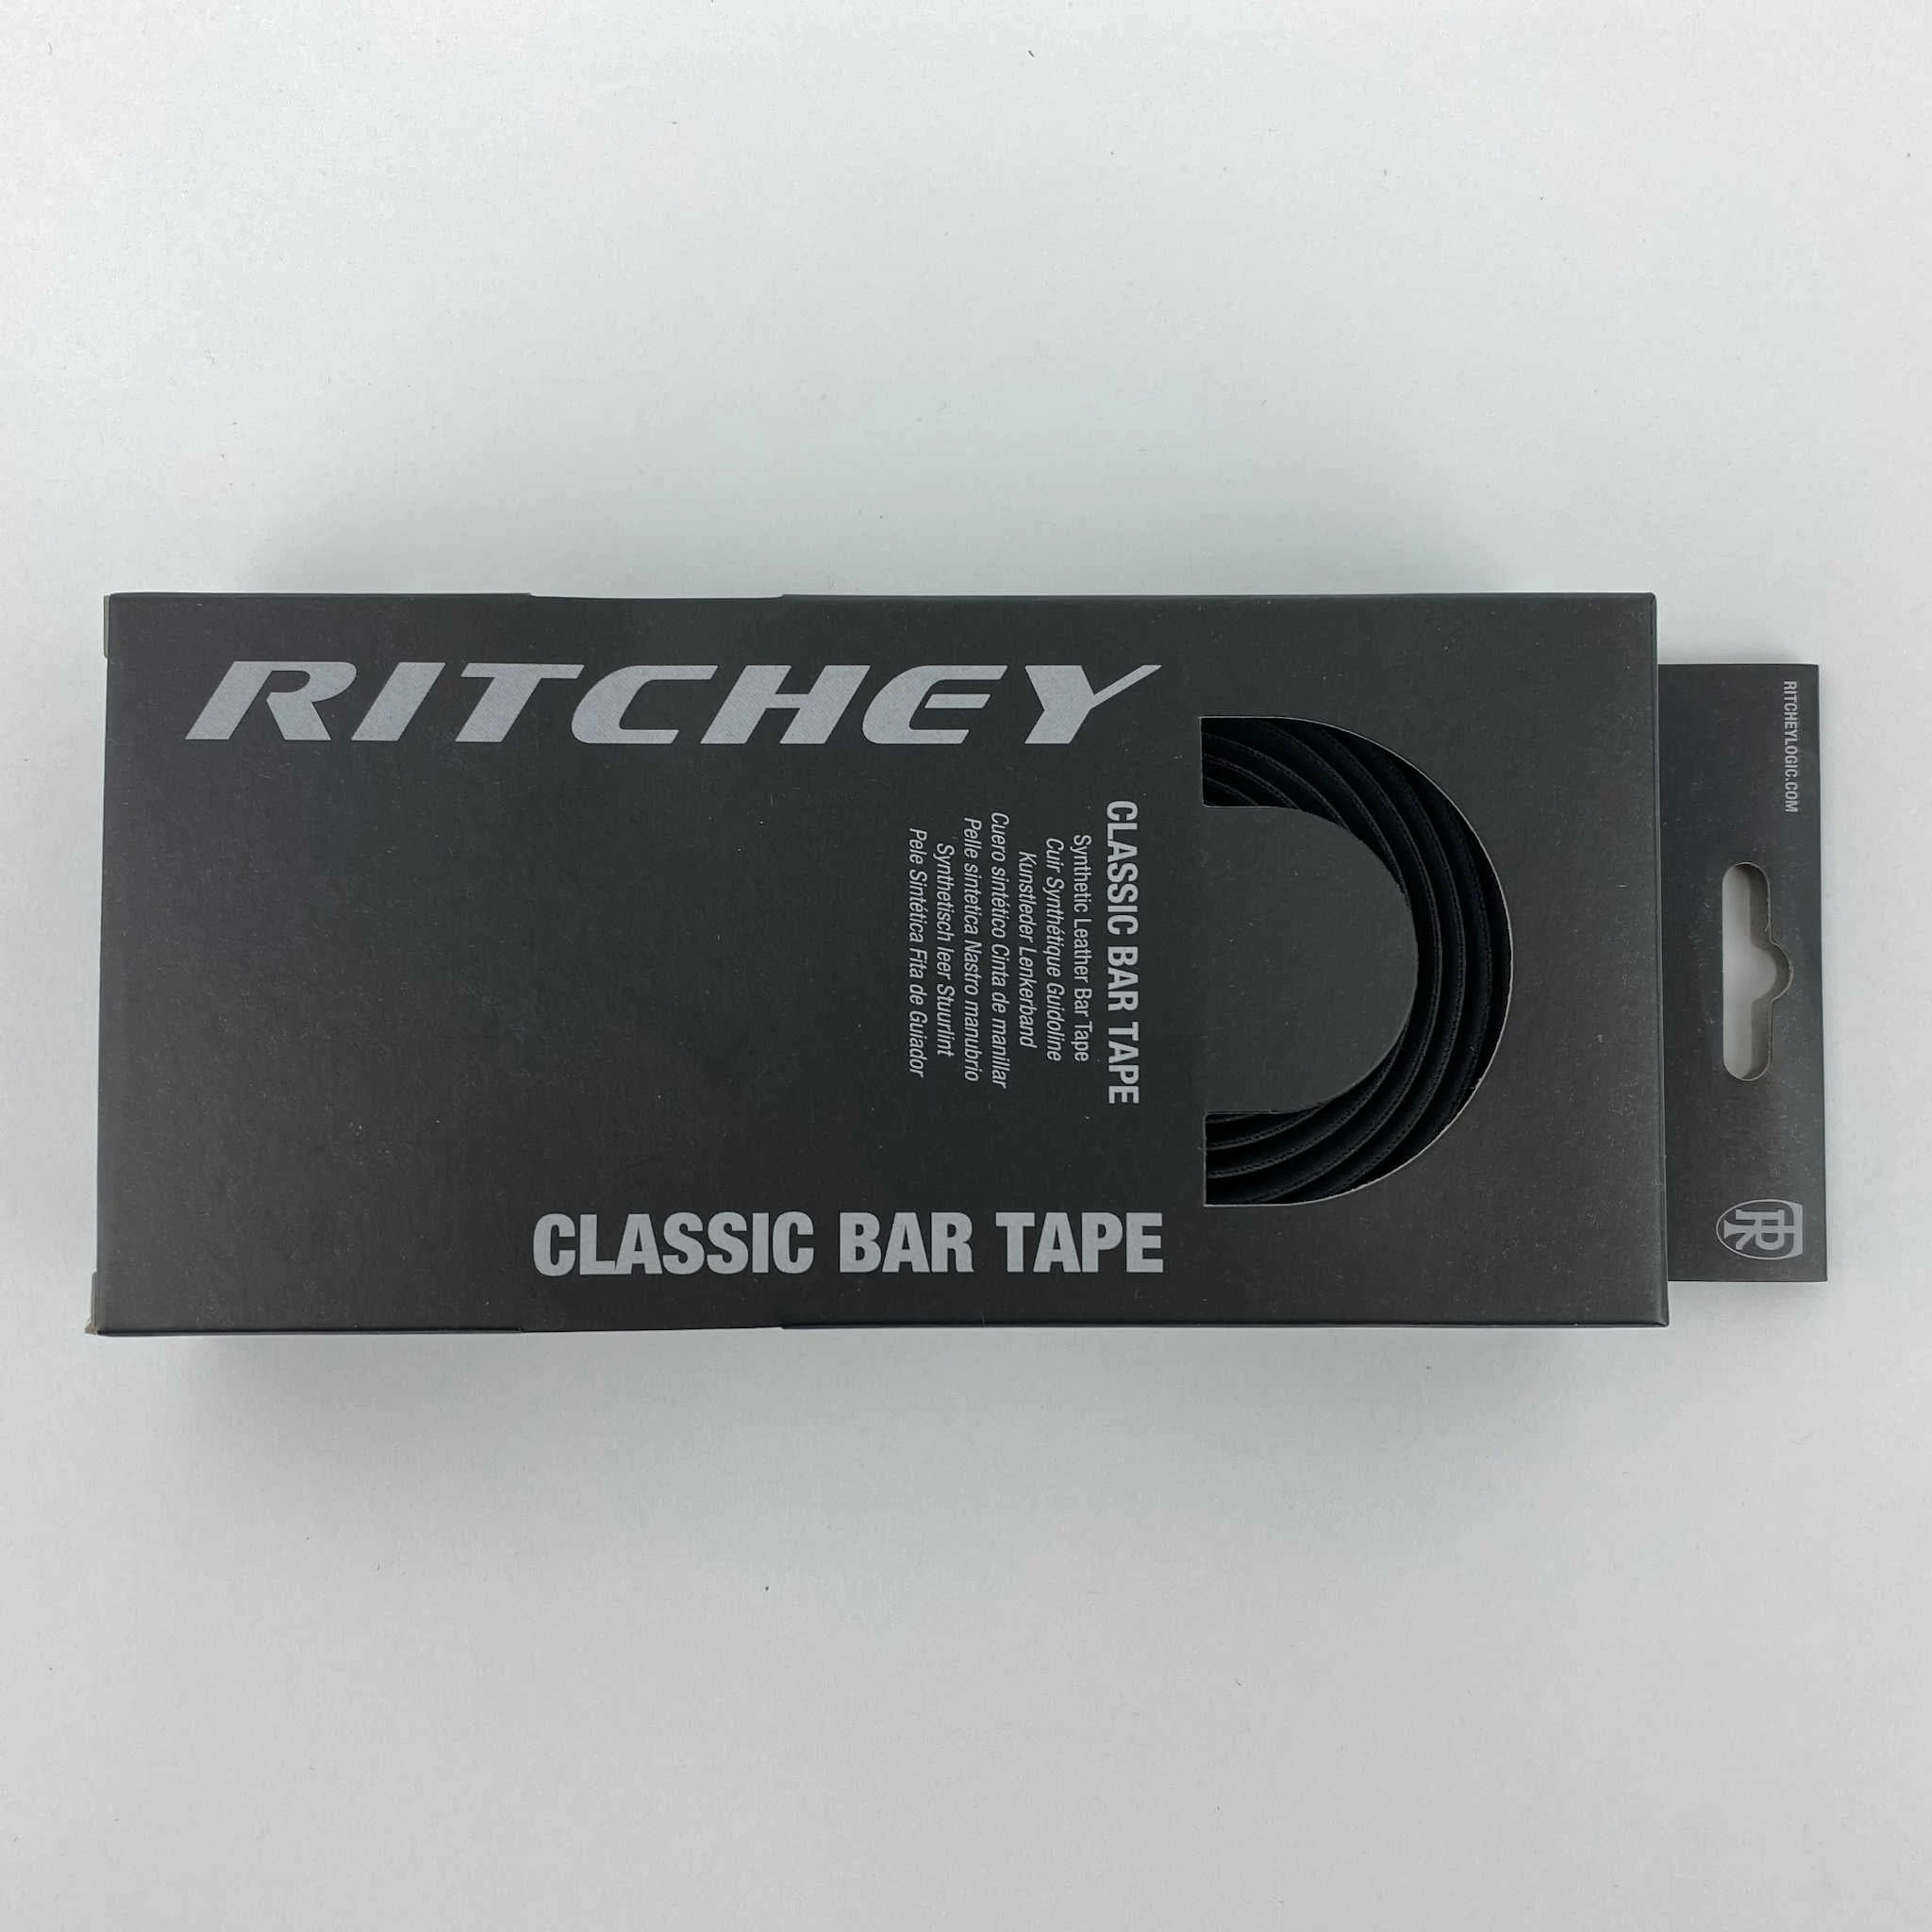 RITCHEY
CLASSIC BAR TAPE
Synthetic Leather Bar Tape
Cuir Synthétique Guidoline
Kunstleder Lenkerband
Cuero sintético Cinta de manillar
Pelle sintetica Nastro manubrio
Synthetisch leer Stuurlint
Pele Sintética Fita de Guiador
CLASSIC BAR TAPE
RITCHEYLOGIC.COM
TR